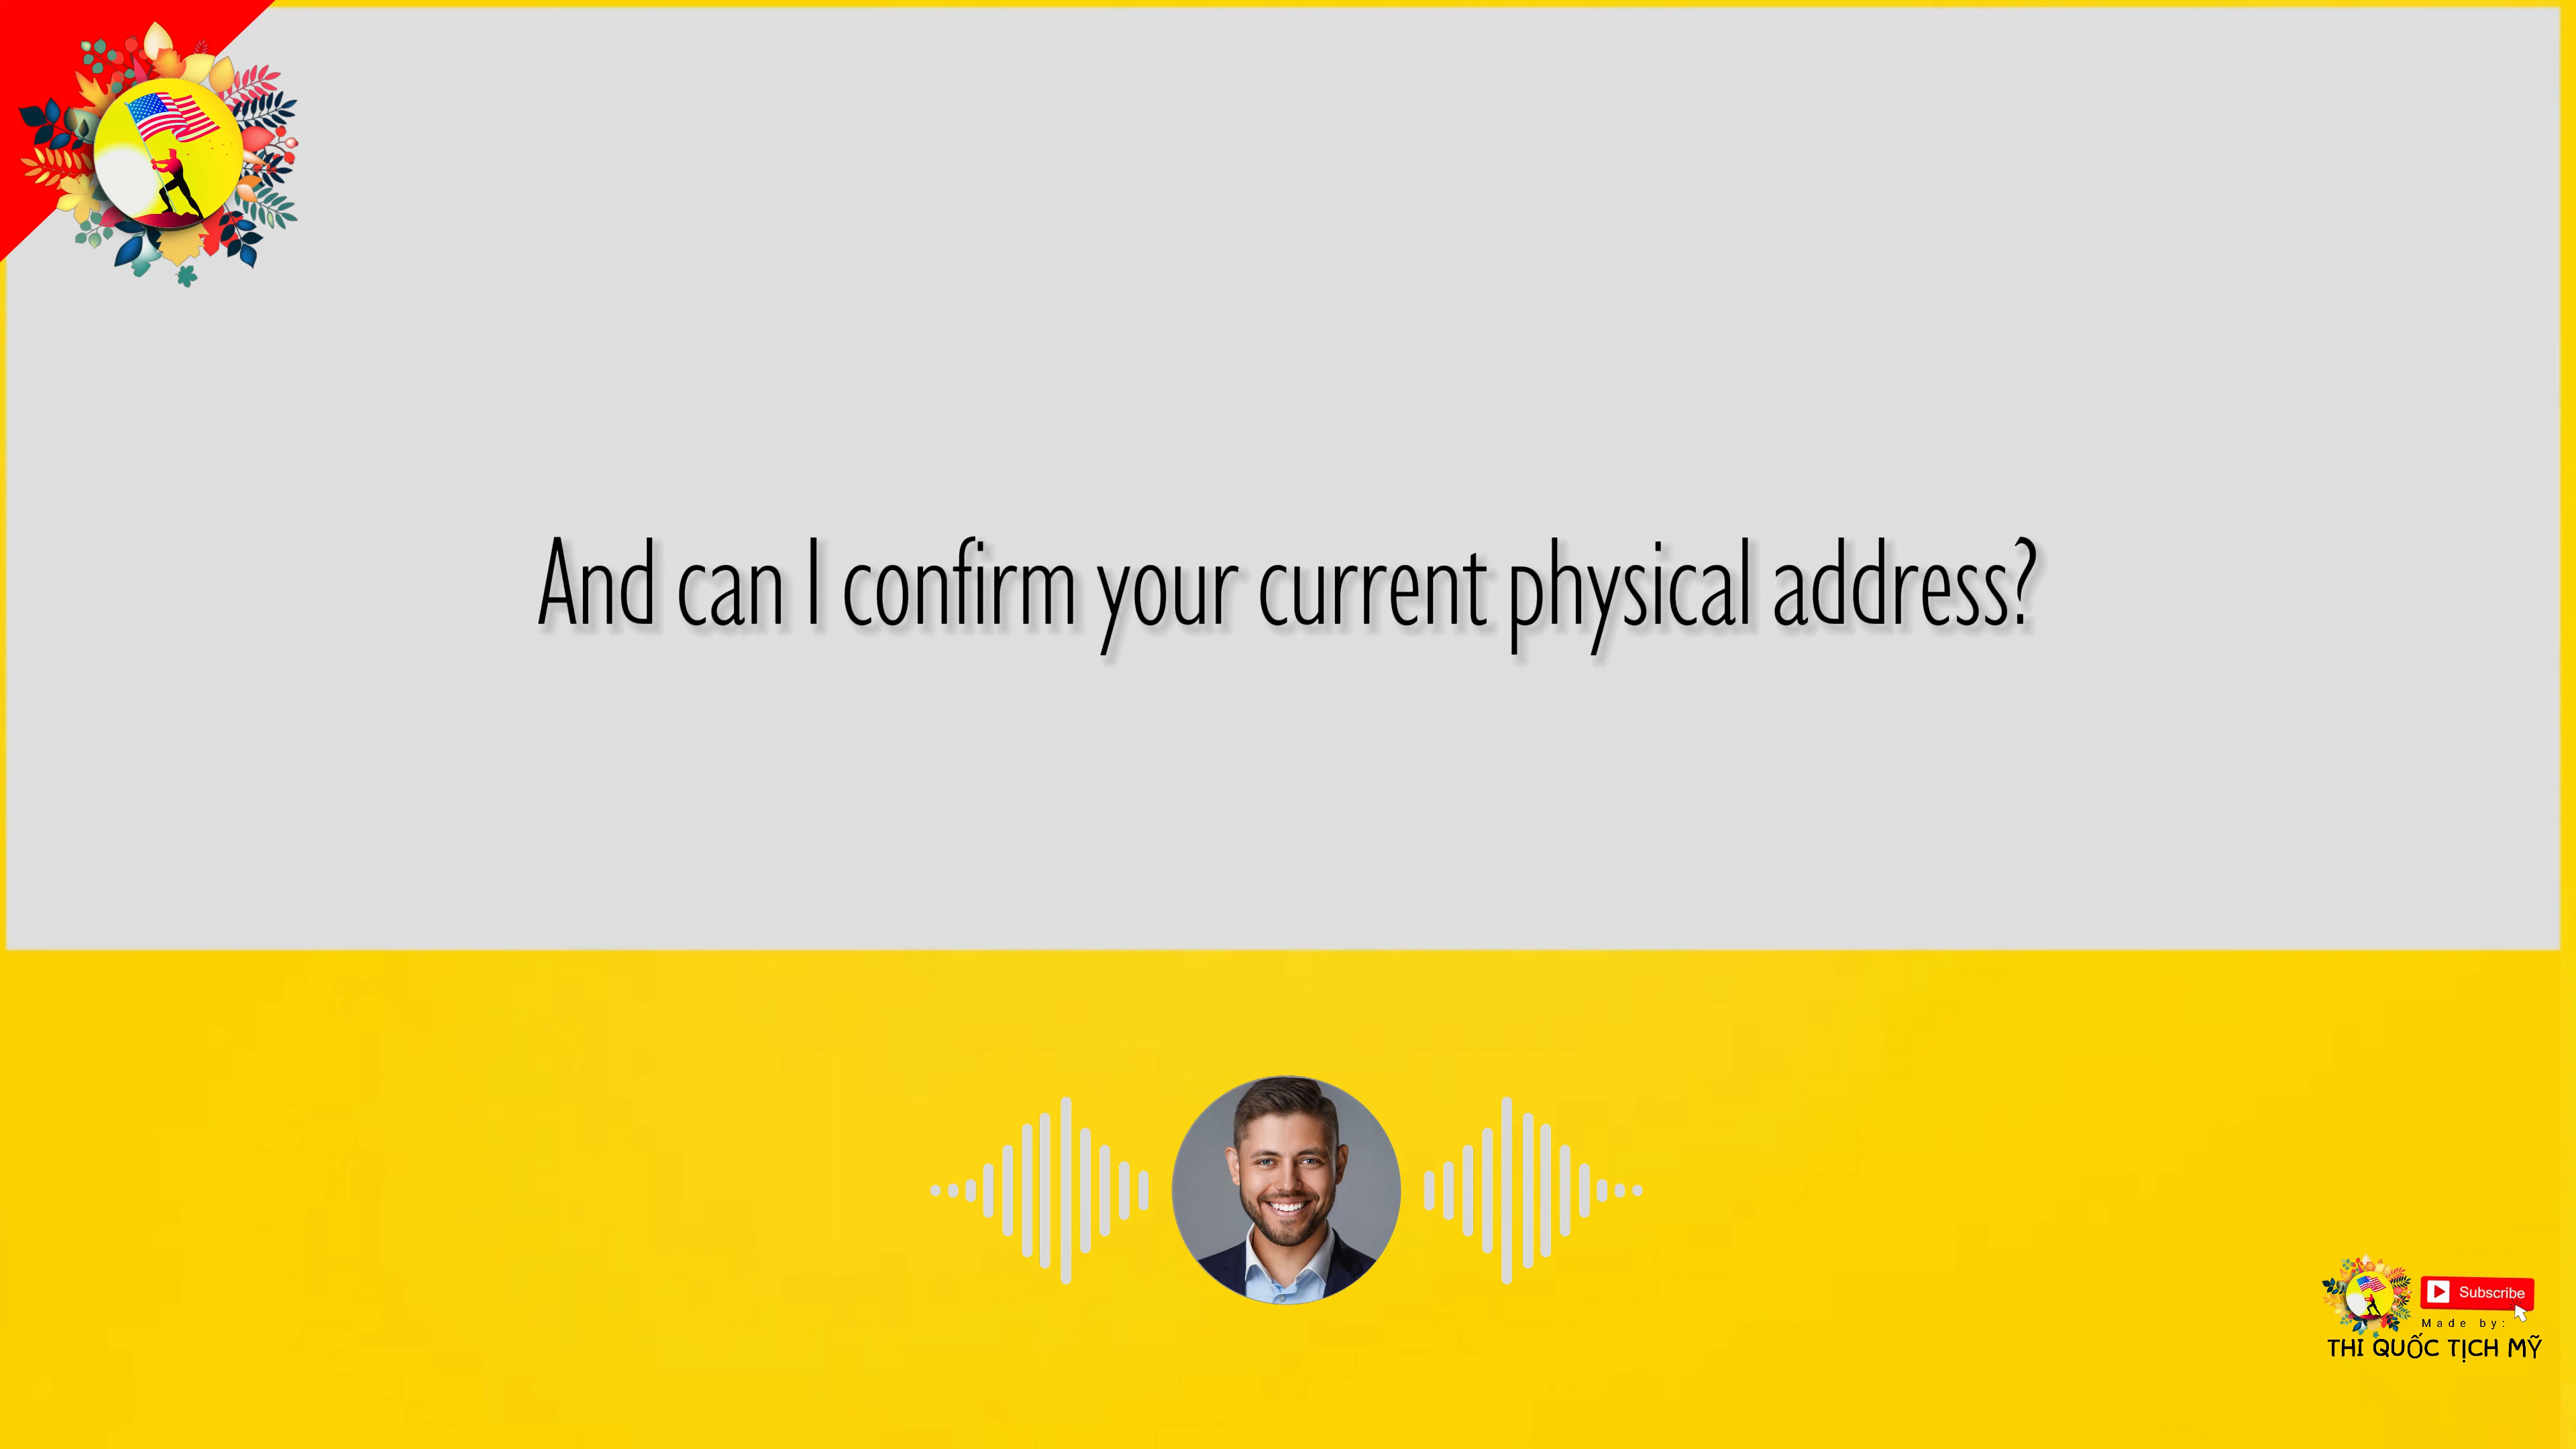 And can I confirm your current physical address?
Subscribe
Made by:
THI QUỐC TỊCH MỸ